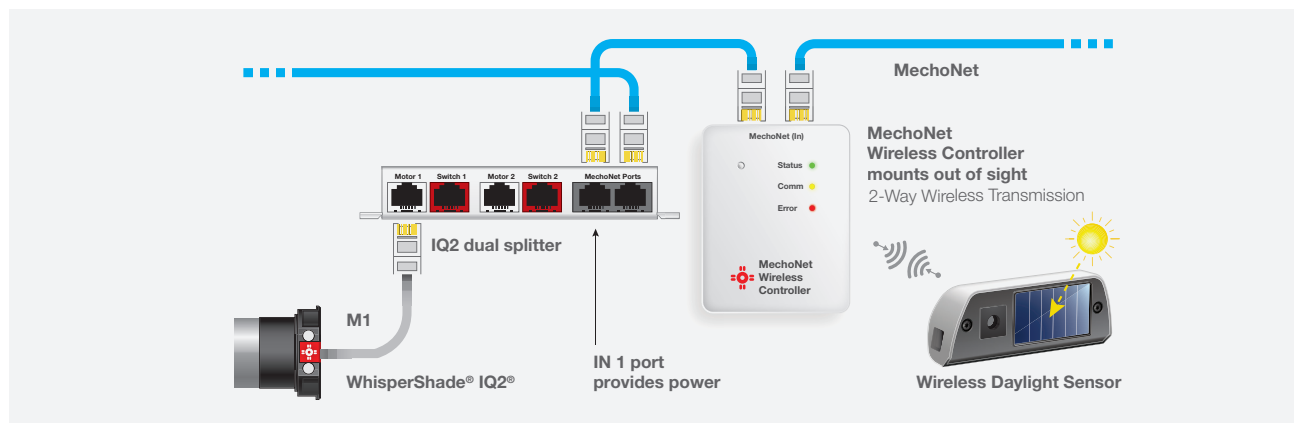 MechoNet
MechoNet (In)
Status
Comm
Error
MechoNet
Wireless
Controller
MechoNet
Wireless Controller
mounts out of sight
2-Way Wireless Transmission
Motor 1
Switch 1
Motor 2
Switch 2
MechoNet Ports
IQ2 dual splitter
M1
WhisperShade® IQ2®
IN 1 port
provides power
Wireless Daylight Sensor